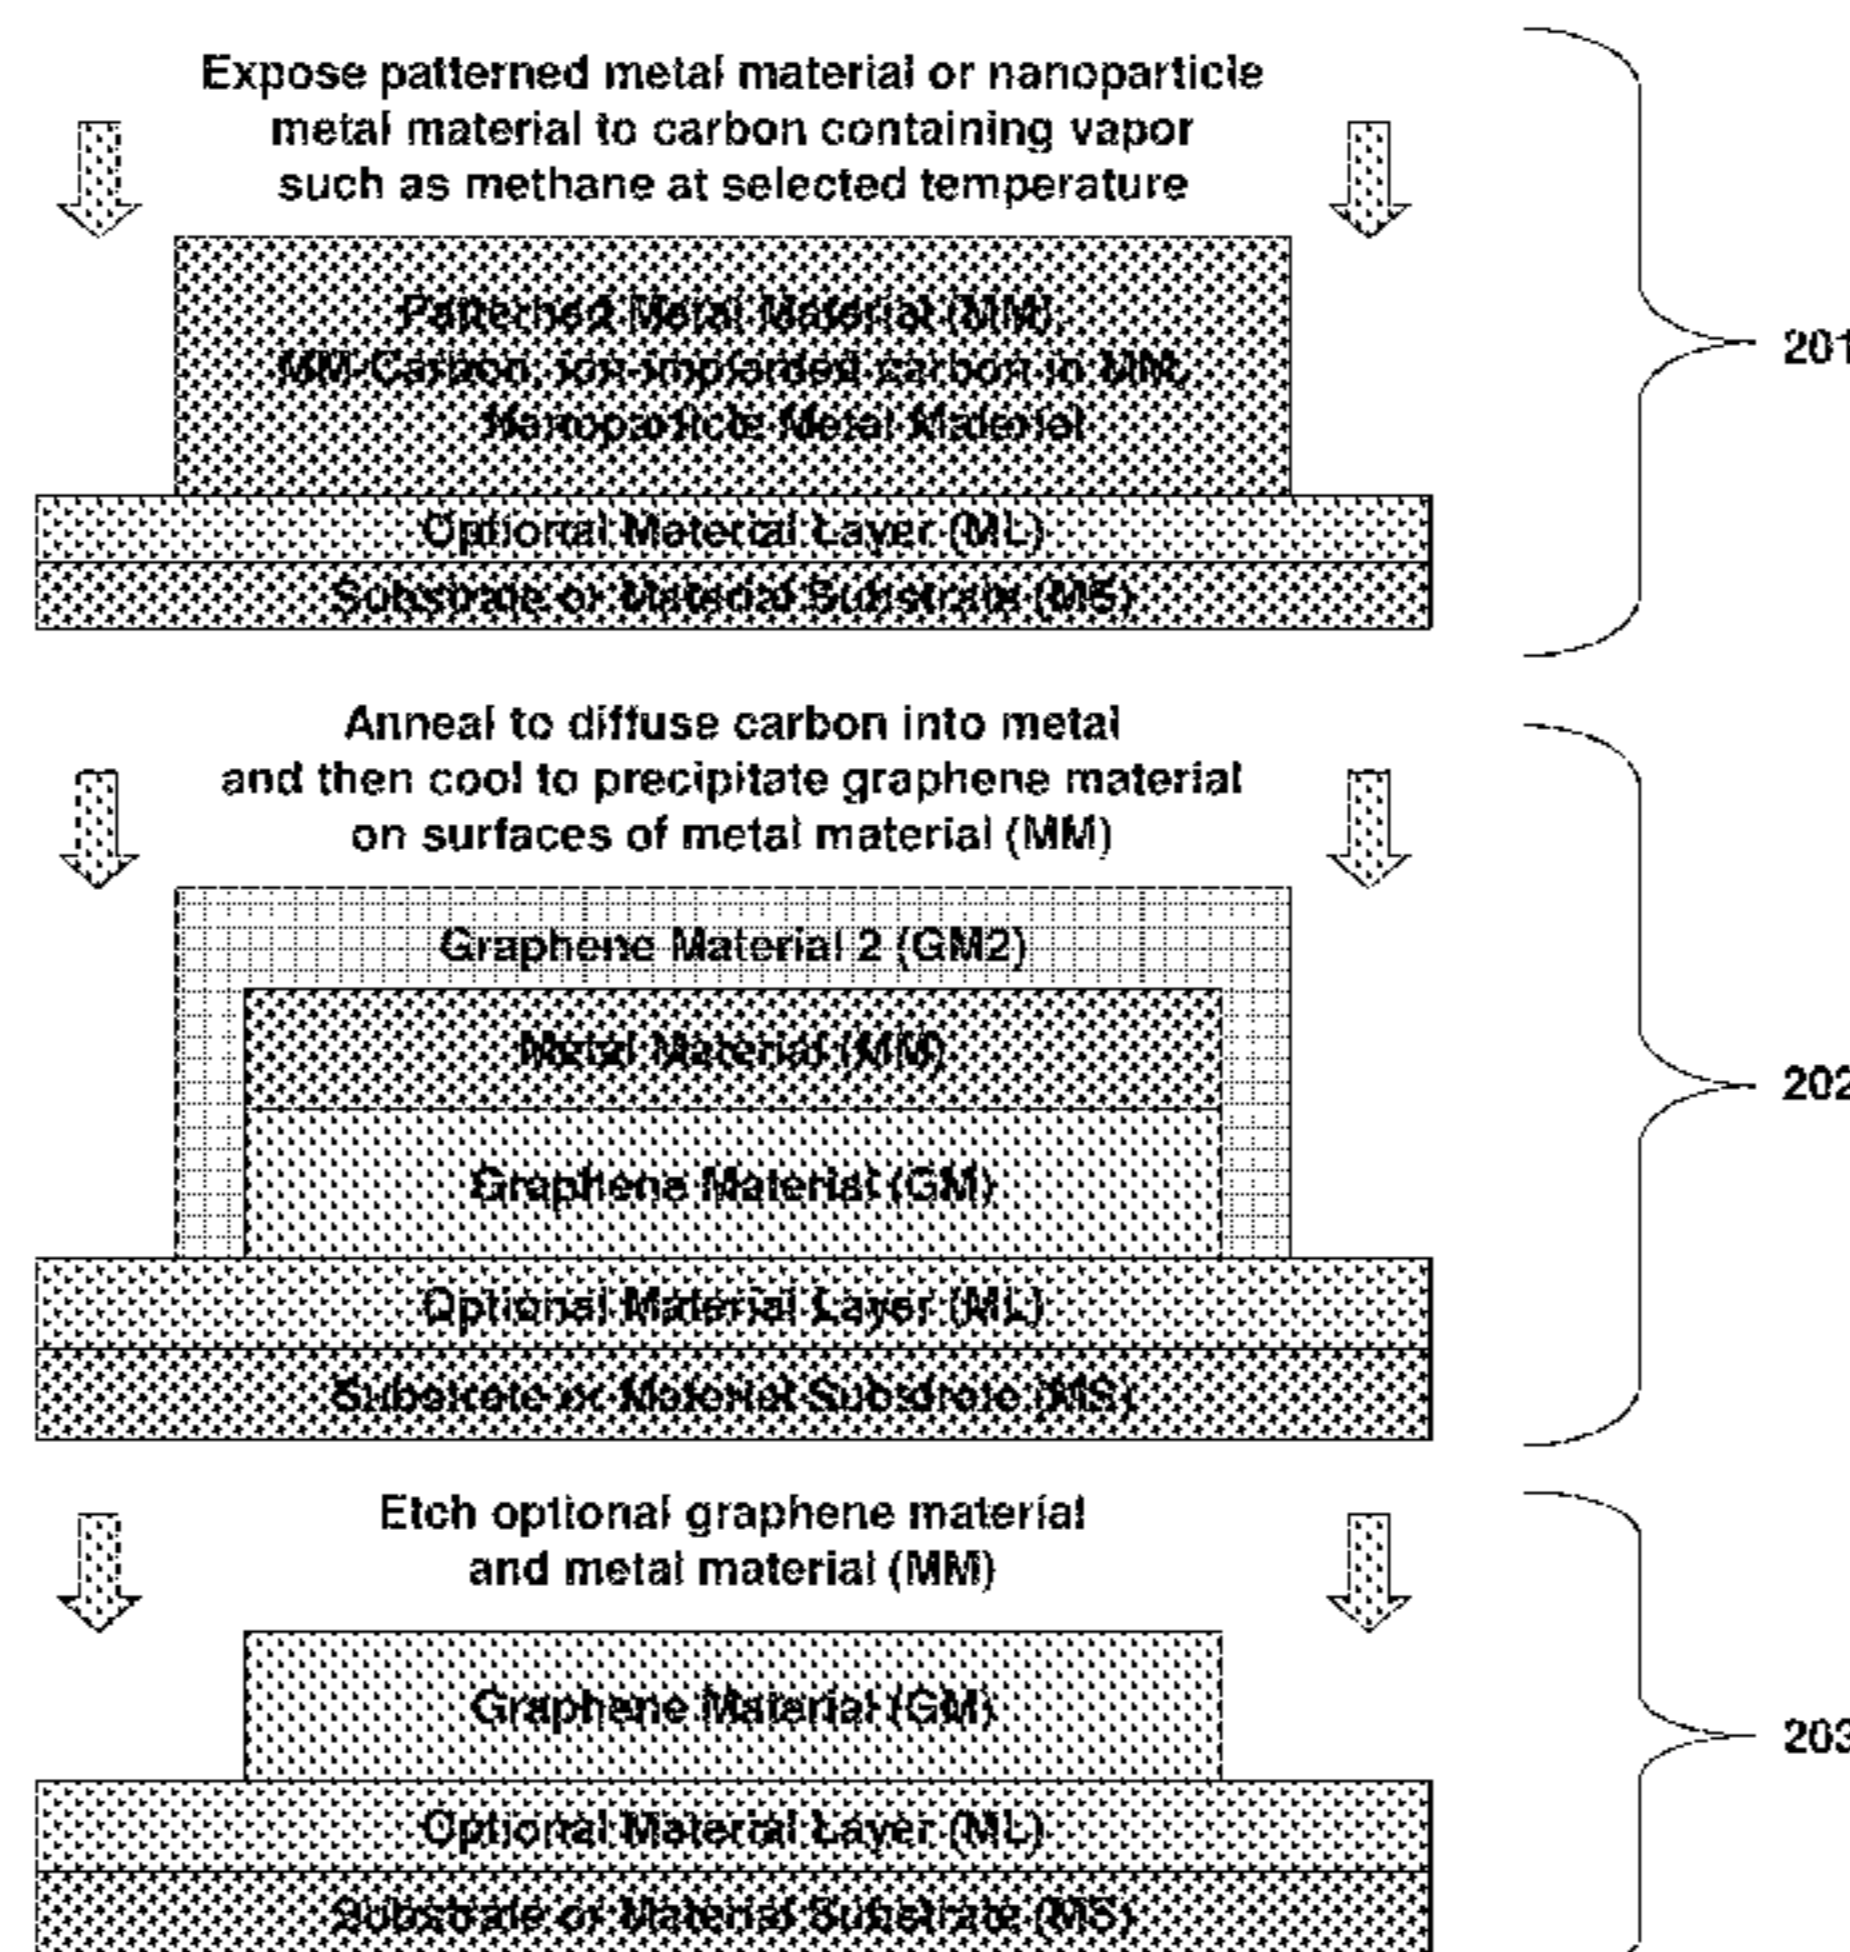 Expose patterned metal material or nanoparticle
metal material to carbon containing vapor
such as methane at selected temperature
Patterned Metal Material (MM),
MM-Carbon, ion-implanted carbon in MM,
Nanoparticle Metal Material
Optional Material Layer (ML)
Substrate or Material Substrate (MS)
201
Anneal to diffuse carbon into metal
and then cool to precipitate graphene material
on surfaces of metal material (MM)
Graphene Material 2 (GM2)
Metal Material (MM)
Graphene Material (GM)
Optional Material Layer (ML)
Substrate or Material Substrate (MS)
202
Etch optional graphene material
and metal material (MM)
Graphene Material (GM)
Optional Material Layer (ML)
Substrate or Material Substrate (MS)
203